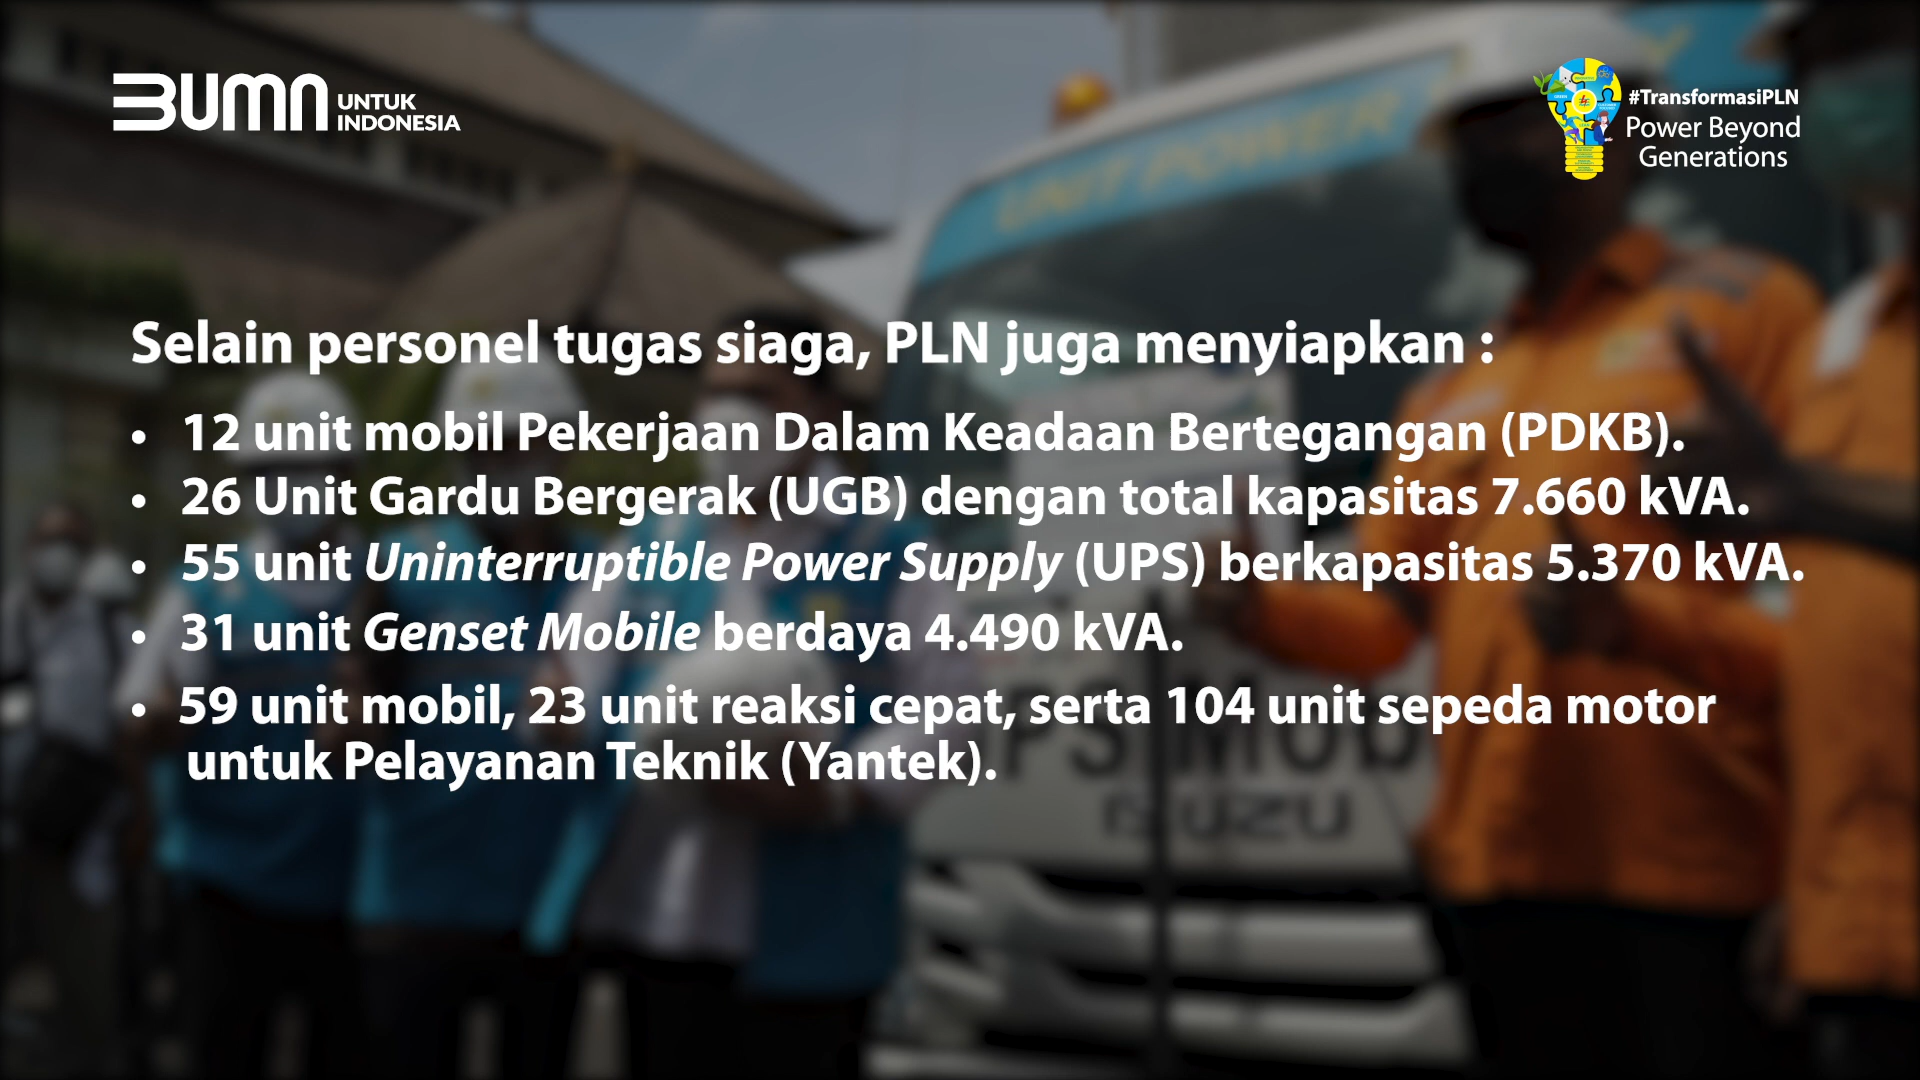 BUMN UNTUK
INDONESIA
#TransformasiPLN
Power Beyond
Generations
UNIT POWER
Selain personel tugas siaga, PLN juga menyiapkan :
• 12 unit mobil Pekerjaan Dalam Keadaan Bertegangan (PDKB).
• 26 Unit Gardu Bergerak (UGB) dengan total kapasitas 7.660 kVA.
• 55 unit Uninterruptible Power Supply (UPS) berkapasitas 5.370 kVA.
• 31 unit Genset Mobile berdaya 4.490 kVA.
• 59 unit mobil, 23 unit reaksi cepat, serta 104 unit sepeda motor
untuk Pelayanan Teknik (Yantek).
ISUZU